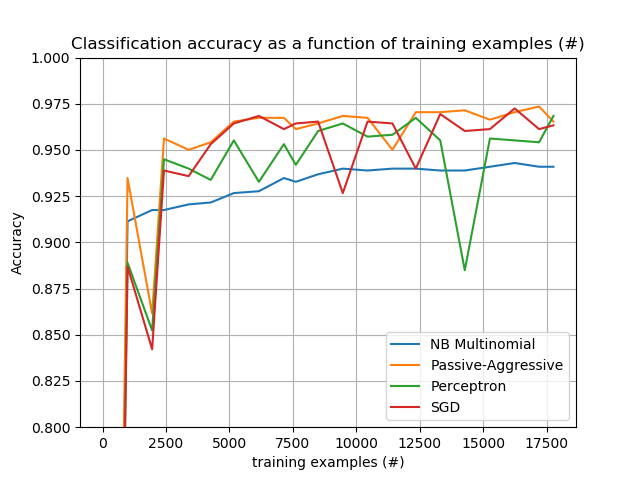 Classification accuracy as a function of training examples (#)
1.000
0.975
0.950
0.925
0.900
0.875
0.850
0.825
0.800
Accuracy
NB Multinomial
Passive-Aggressive
Perceptron
SGD
0 2500 5000 7500 10000 12500 15000 17500
training examples (#)